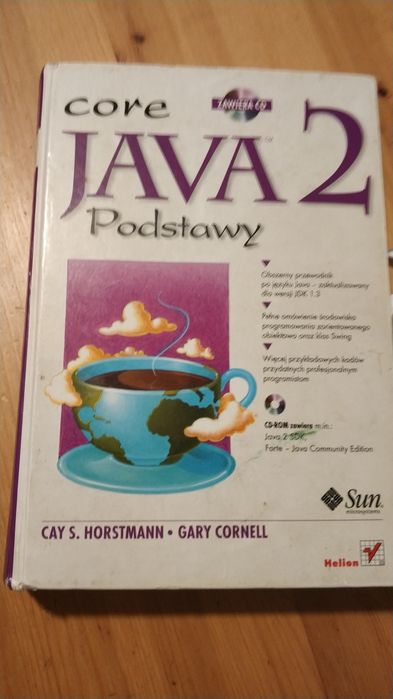 core
ZAWIERA CD
JAVA™ 2
Podstawy
Obszerny przewodnik
po języku Java – zaktualizowany
dla wersji JDK 1.3
Pełne omówienie środowiska
programowania zorientowanego
obiektowo oraz klas Swing
Więcej przykładowych kodów
przydatnych profesjonalnym
programistom
CD-ROM zawiera m.in.:
Java 2 SDK,
Forte – Java Community Edition
Sun
microsystems
CAY S. HORSTMANN • GARY CORNELL
Helion